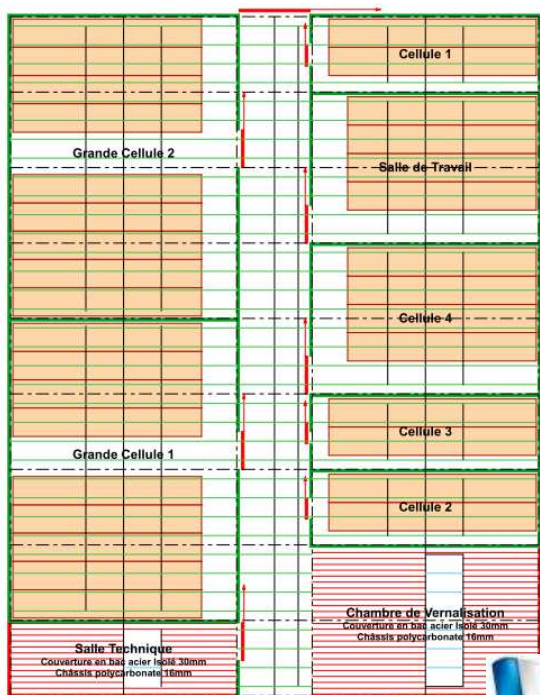 Cellule 1
Grande Cellule 2
Salle de Travail
Cellule 4
Cellule 3
Grande Cellule 1
Cellule 2
Chambre de Vernalisation
Couverture en bac acier Isolé 30mm
Châssis polycarbonate 16mm
Salle Technique
Couverture en bac acier Isolé 30mm
Châssis polycarbonate 16mm